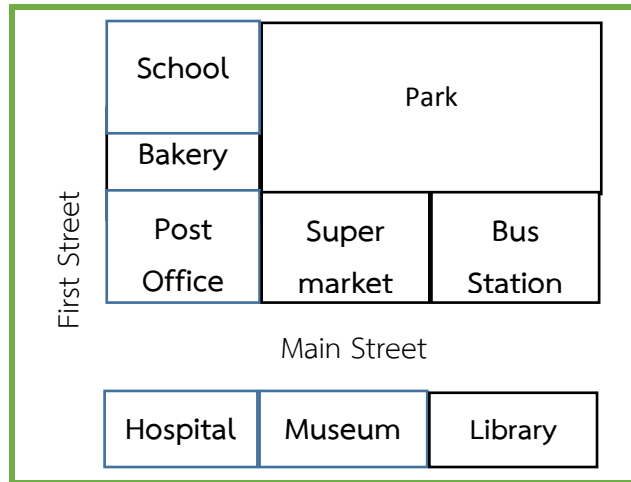 School
Park
Bakery
First Street
Post
Office
Super
market
Bus
Station
Main Street
Hospital
Museum
Library